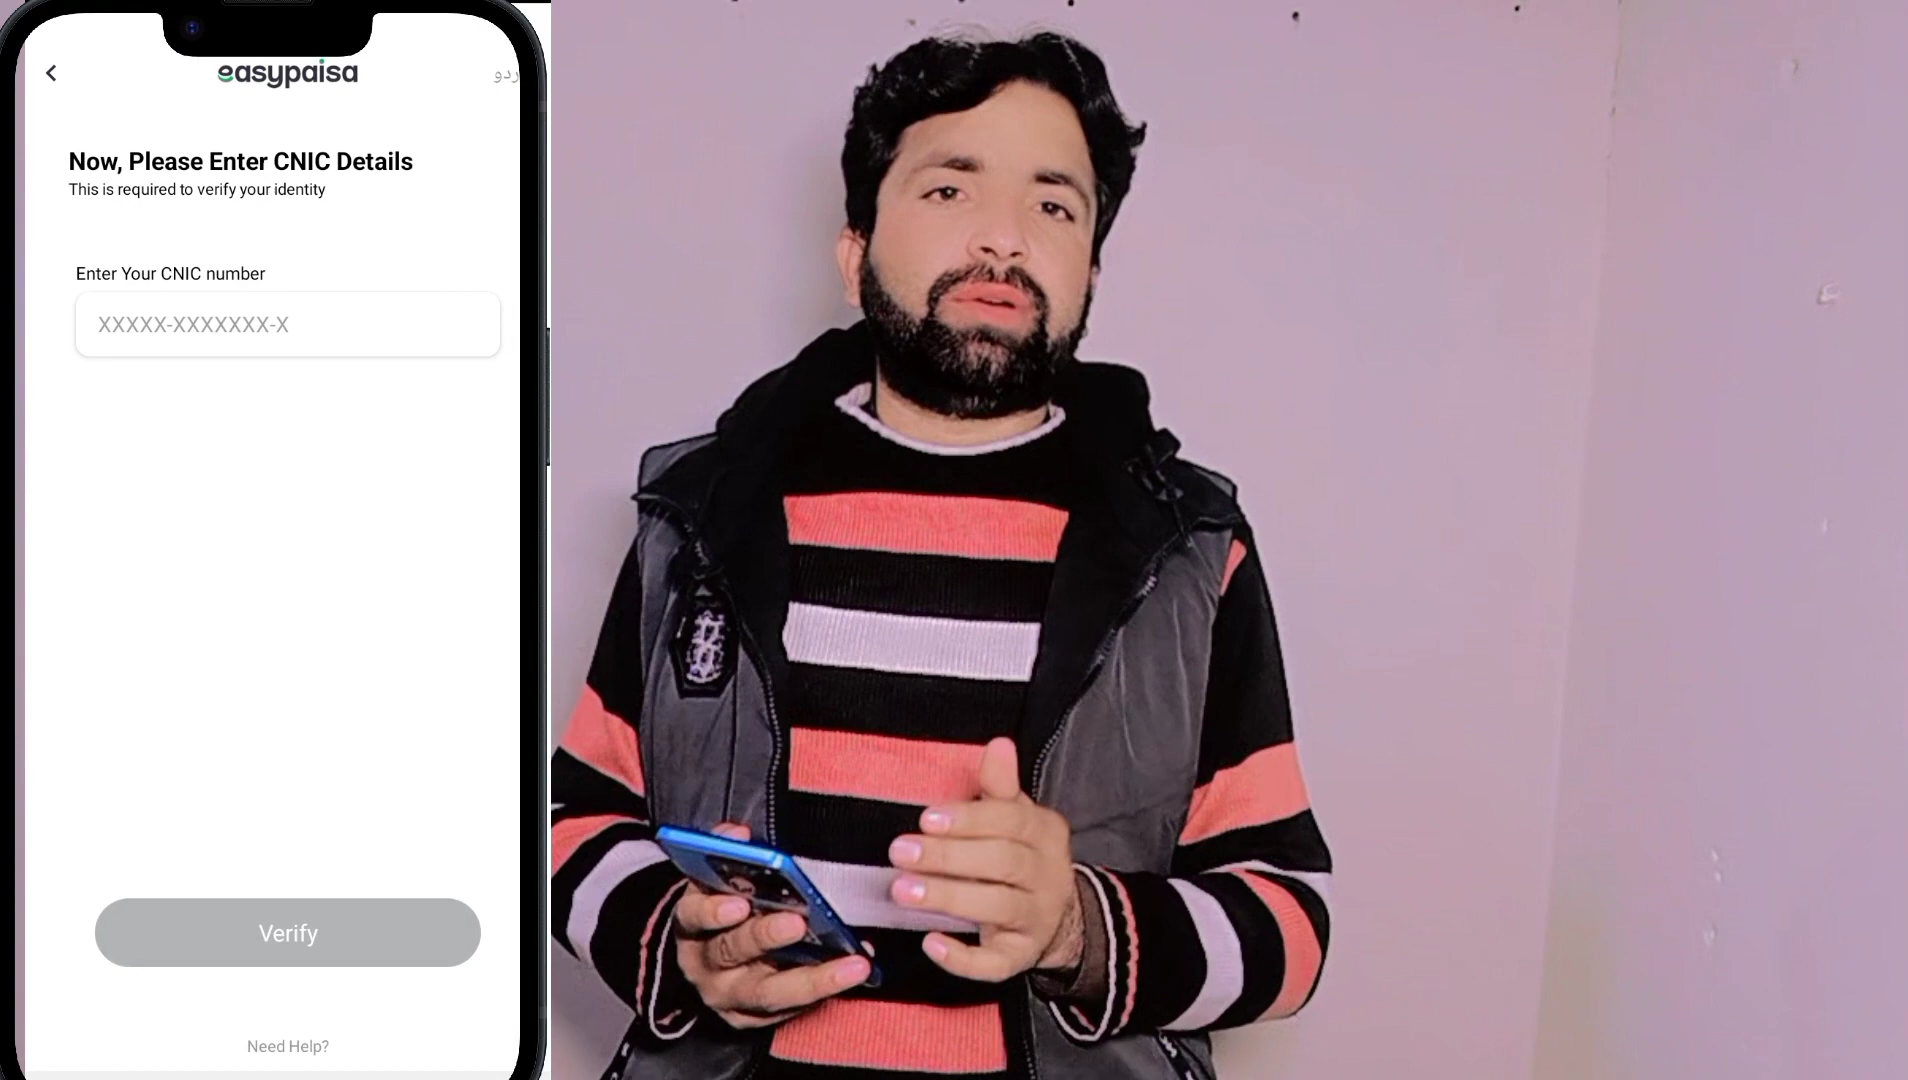 easypaisa
Now, Please Enter CNIC Details
This is required to verify your identity
Enter Your CNIC number
XXXXX-XXXXXXX-X
Verify
Need Help?